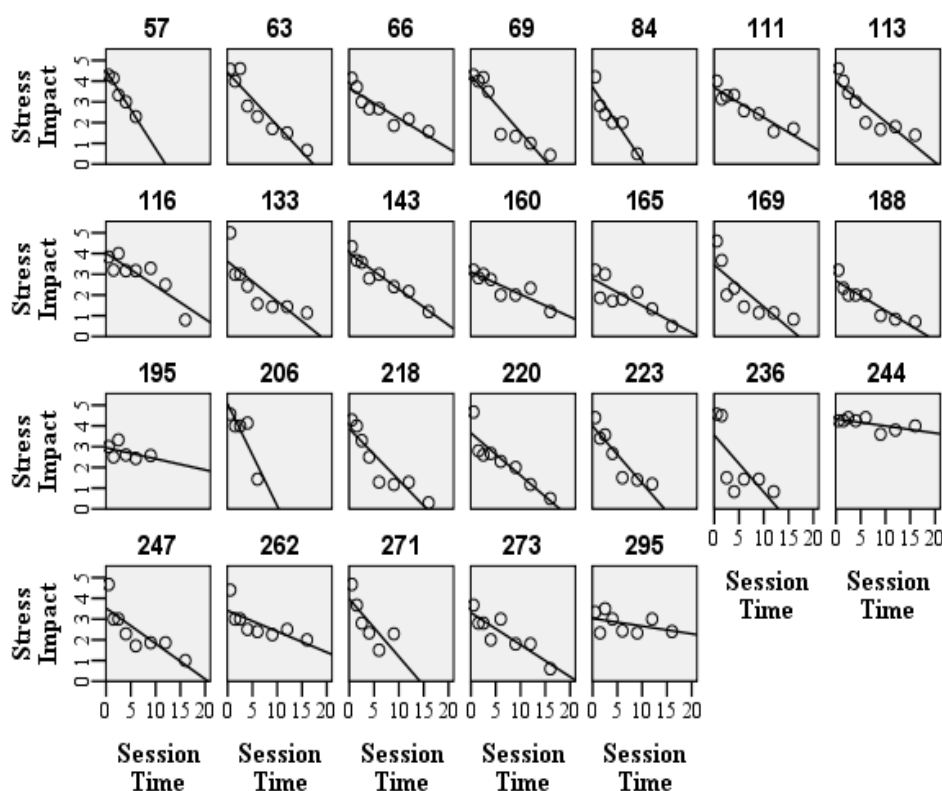 57 63 66 69 84 111 113
Stress Impact
5 4 3 2 1 0
116 133 143 160 165 169 188
Stress Impact
5 4 3 2 1 0
195 206 218 220 223 236 244
Stress Impact
5 4 3 2 1 0
0 5 10 15 20 0 5 10 15 20
Session Time Session Time
247 262 271 273 295
Stress Impact
5 4 3 2 1 0
0 5 10 15 20 0 5 10 15 20 0 5 10 15 20 0 5 10 15 20 0 5 10 15 20
Session Session Session Session Session
Time Time Time Time Time